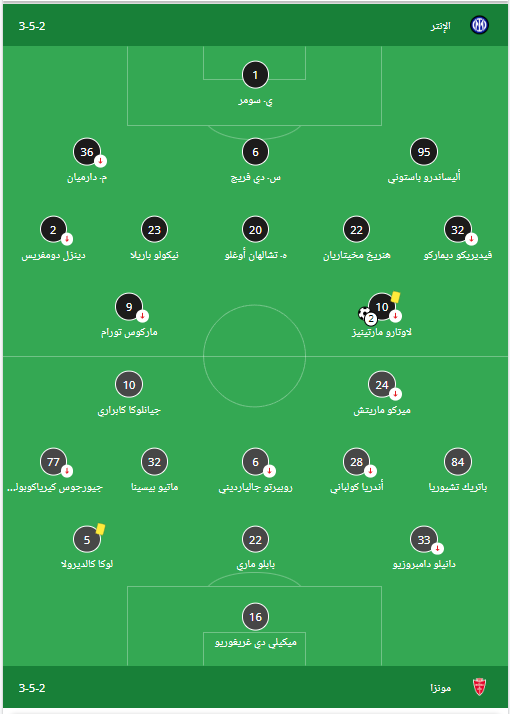 الإنتر
3-5-2
1
ي. سومر
95
6
36
أليساندرو باستوني
س. دي فريج
م. دارميان
32
22
20
23
2
فيديريكو ديماركو
هنريخ مخيتاريان
ه. تشالهان أوغلو
نيكولو باريلا
دينزل دومفريس
10
2
9
لاوتارو مارتينيز
ماركوس تورام
24
10
ميركو ماريتش
جيانلوكا كابراري
84
28
6
32
77
باتريك تشيوريا
أندريا كولباني
روبيرتو جالياردیني
ماتيو بيسينا
جيورجوس كيرياكوبول...
33
22
5
دانيلو دامبروزيو
بابلو ماري
لوكا كالديرولا
16
ميكيلي دي غريغوريو
مونزا
3-5-2